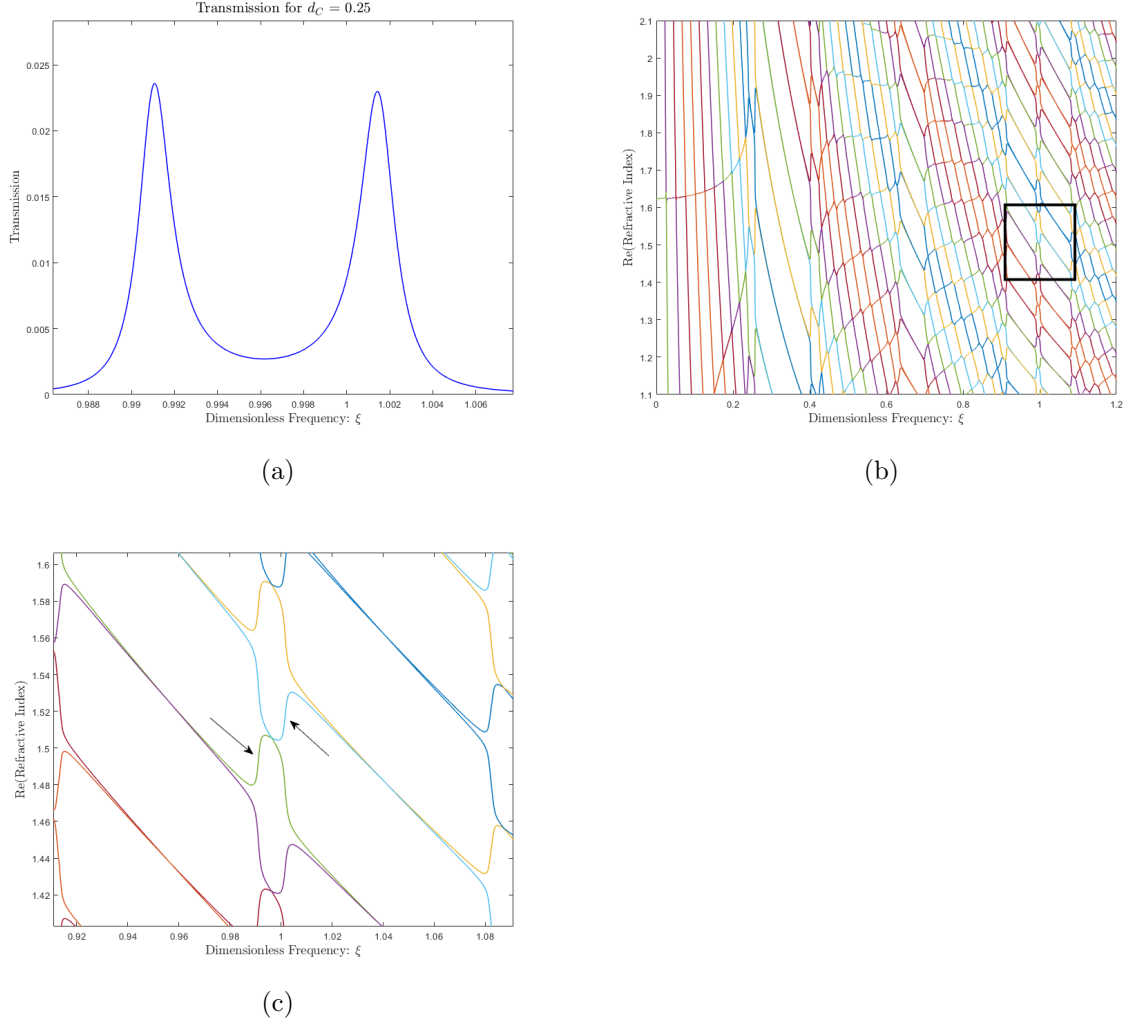 Transmission for d_C = 0.25
0.025
0.02
0.015
0.01
0.005
0
Transmission
0.988 0.99 0.992 0.994 0.996 0.998 1 1.002 1.004 1.006
Dimensionless Frequency: ξ
(a)
2.1
2
1.9
1.8
1.7
1.6
1.5
1.4
1.3
1.2
1.1
Re(Refractive Index)
0 0.2 0.4 0.6 0.8 1 1.2
Dimensionless Frequency: ξ
(b)
1.6
1.58
1.56
1.54
1.52
1.5
1.48
1.46
1.44
1.42
Re(Refractive Index)
0.92 0.94 0.96 0.98 1 1.02 1.04 1.06 1.08
Dimensionless Frequency: ξ
(c)